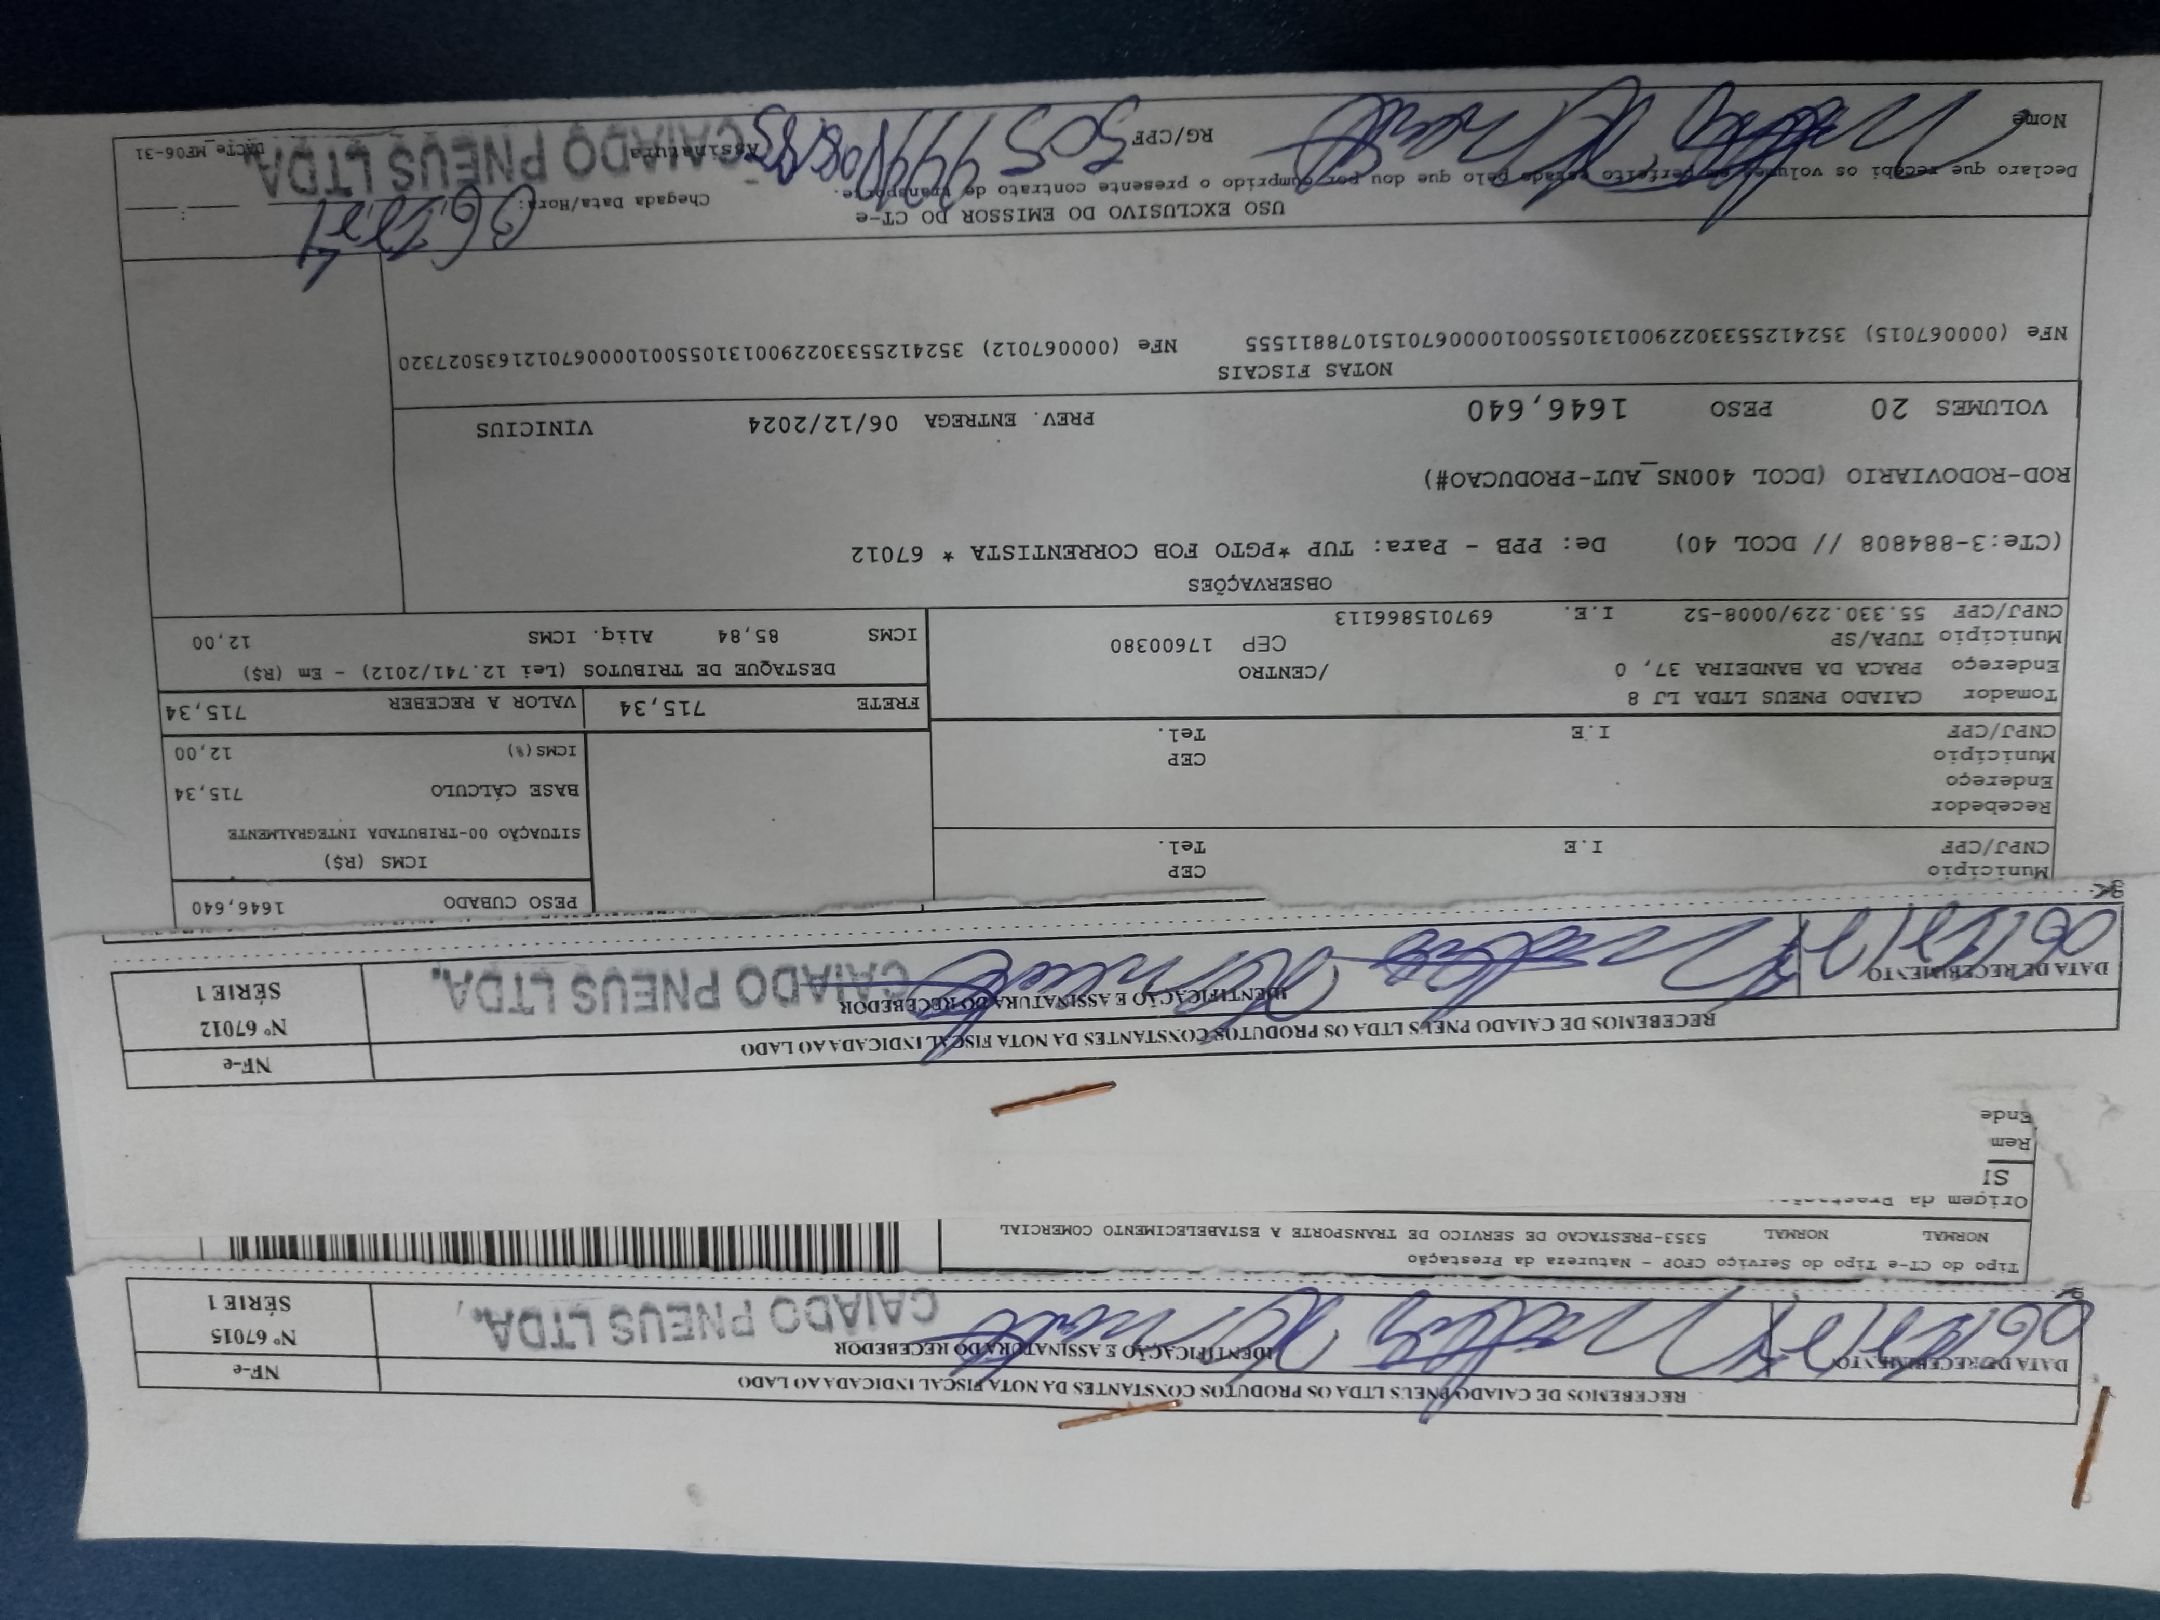 RECEBEMOS DE CAIADO PNEUS LTDA OS PRODUTOS CONSTANTES DA NOTA FISCAL INDICADA AO LADO
NF-e
Nº 67015
SÉRIE 1
DATA DE RECEBIMENTO
IDENTIFICAÇÃO E ASSINATURA DO RECEBEDOR
CAIADO PNEUS LTDA.
Tipo do CT-e Tipo do Serviço CFOP - Natureza da Prestação
NORMAL NORMAL 5353-PRESTACAO DE SERVICO DE TRANSPORTE A ESTABELECIMENTO COMERCIAL
Origem da Prestação
SI
Rem
Ende
RECEBEMOS DE CAIADO PNEUS LTDA OS PRODUTOS CONSTANTES DA NOTA FISCAL INDICADA AO LADO
NF-e
Nº 67012
SÉRIE 1
DATA DE RECEBIMENTO
IDENTIFICAÇÃO E ASSINATURA DO RECEBEDOR
CAIADO PNEUS LTDA.
Município CEP
CNPJ/CPF I.E Tel.
Recebedor
Endereço
Município CEP
CNPJ/CPF I.E Tel.
Tomador CAIADO PNEUS LTDA LJ 8
Endereço PRACA DA BANDEIRA 37, 0 /CENTRO
Município TUPA/SP CEP 17600380
CNPJ/CPF 55.330.229/0008-52 I.E. 697015866113
PESO CUBADO 1646,640
ICMS (R$)
SITUAÇÃO 00-TRIBUTADA INTEGRALMENTE
BASE CÁLCULO 715,34
ICMS(%) 12,00
FRETE 715,34 VALOR A RECEBER 715,34
DESTAQUE DE TRIBUTOS (Lei 12.741/2012) - Em (R$)
ICMS 85,84 Aliq. ICMS 12,00
OBSERVAÇÕES
(CTe:3-884808 // DCOL 40) De: PPB - Para: TUP *PGTO FOB CORRENTISTA * 67012
ROD-RODOVIARIO (DCOL 400NS_AUT-PRODUCAO#)
VOLUMES 20 PESO 1646,640 PREV. ENTREGA 06/12/2024 VINICIUS
NOTAS FISCAIS
NFe (000067015) 35241255330229001310550010000670151078811555 NFe (000067012) 35241255330229001310550010000670121635027320
USO EXCLUSIVO DO EMISSOR DO CT-e
Declaro que recebi os volumes em perfeito estado pelo que dou por cumprido o presente contrato de transporte.
Chegada Data/Hora:
Nome
RG/CPF
Assinatura
CAIADO PNEUS LTDA.
DACTe_MF06-31